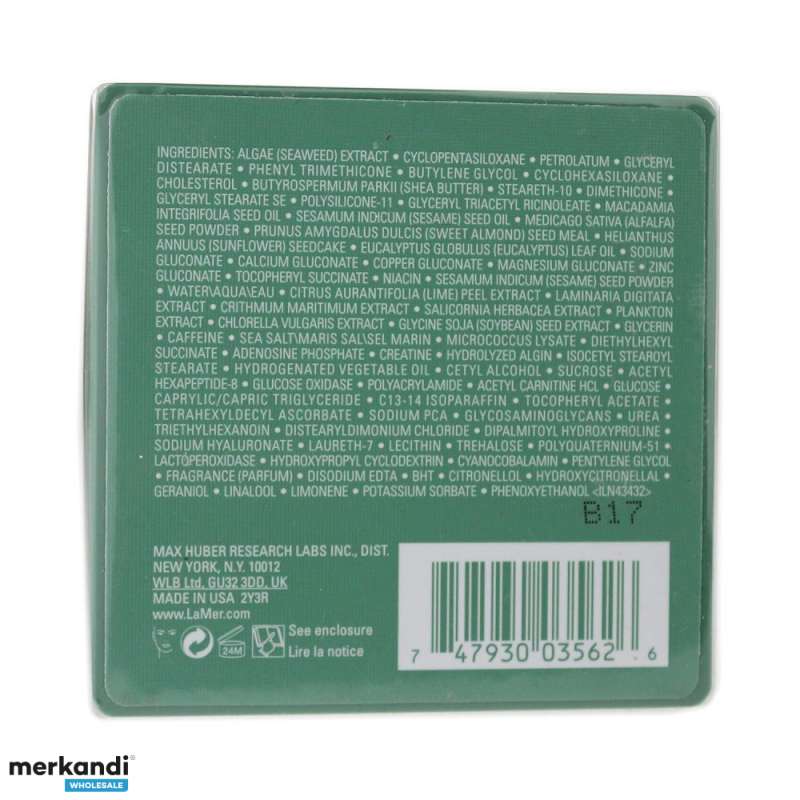 INGREDIENTS: ALGAE (SEAWEED) EXTRACT • CYCLOPENTASILOXANE • PETROLATUM • GLYCERYL
DISTEARATE • PHENYL TRIMETHICONE • BUTYLENE GLYCOL • CYCLOHEXASILOXANE •
CHOLESTEROL • BUTYROSPERMUM PARKII (SHEA BUTTER) • STEARETH-10 • DIMETHICONE •
GLYCERYL STEARATE SE • POLYSILICONE-11 • GLYCERYL TRIACETYL RICINOLEATE • MACADAMIA
INTEGRIFOLIA SEED OIL • SESAMUM INDICUM (SESAME) SEED OIL • MEDICAGO SATIVA (ALFALFA)
SEED POWDER • PRUNUS AMYGDALUS DULCIS (SWEET ALMOND) SEED MEAL • HELIANTHUS
ANNUUS (SUNFLOWER) SEEDCAKE • EUCALYPTUS GLOBULUS (EUCALYPTUS) LEAF OIL • SODIUM
GLUCONATE • CALCIUM GLUCONATE • COPPER GLUCONATE • MAGNESIUM GLUCONATE • ZINC
GLUCONATE • TOCOPHERYL SUCCINATE • NIACIN • SESAMUM INDICUM (SESAME) SEED POWDER
• WATER\AQUA\EAU • CITRUS AURANTIFOLIA (LIME) PEEL EXTRACT • LAMINARIA DIGITATA
EXTRACT • CRITHMUM MARITIMUM EXTRACT • SALICORNIA HERBACEA EXTRACT • PLANKTON
EXTRACT • CHLORELLA VULGARIS EXTRACT • GLYCINE SOJA (SOYBEAN) SEED EXTRACT • GLYCERIN
• CAFFEINE • SEA SALT\MARIS SAL\SEL MARIN • MICROCOCCUS LYSATE • DIETHYLHEXYL
SUCCINATE • ADENOSINE PHOSPHATE • CREATINE • HYDROLYZED ALGIN • ISOCETYL STEAROYL
STEARATE • HYDROGENATED VEGETABLE OIL • CETYL ALCOHOL • SUCROSE • ACETYL
HEXAPEPTIDE-8 • GLUCOSE OXIDASE • POLYACRYLAMIDE • ACETYL CARNITINE HCL • GLUCOSE •
CAPRYLIC/CAPRIC TRIGLYCERIDE • C13-14 ISOPARAFFIN • TOCOPHERYL ACETATE •
TETRAHEXYLDECYL ASCORBATE • SODIUM PCA • GLYCOSAMINOGLYCANS • UREA •
TRIETHYLHEXANOIN • DISTEARYLDIMONIUM CHLORIDE • DIPALMITOYL HYDROXYPROLINE •
SODIUM HYALURONATE • LAURETH-7 • LECITHIN • TREHALOSE • POLYQUATERNIUM-51 •
LACTOPEROXIDASE • HYDROXYPROPYL CYCLODEXTRIN • CYANOCOBALAMIN • PENTYLENE GLYCOL
• FRAGRANCE (PARFUM) • DISODIUM EDTA • BHT • CITRONELLOL • HYDROXYCITRONELLAL •
GERANIOL • LINALOOL • LIMONENE • POTASSIUM SORBATE • PHENOXYETHANOL <ILN43432>
B17
MAX HUBER RESEARCH LABS INC., DIST.
NEW YORK, N.Y. 10012
WLB Ltd, GU32 3DD, UK
MADE IN USA 2Y3R
www.LaMer.com
24M
See enclosure
Lire la notice
7 47930 03562 6
merkandi
WHOLESALE